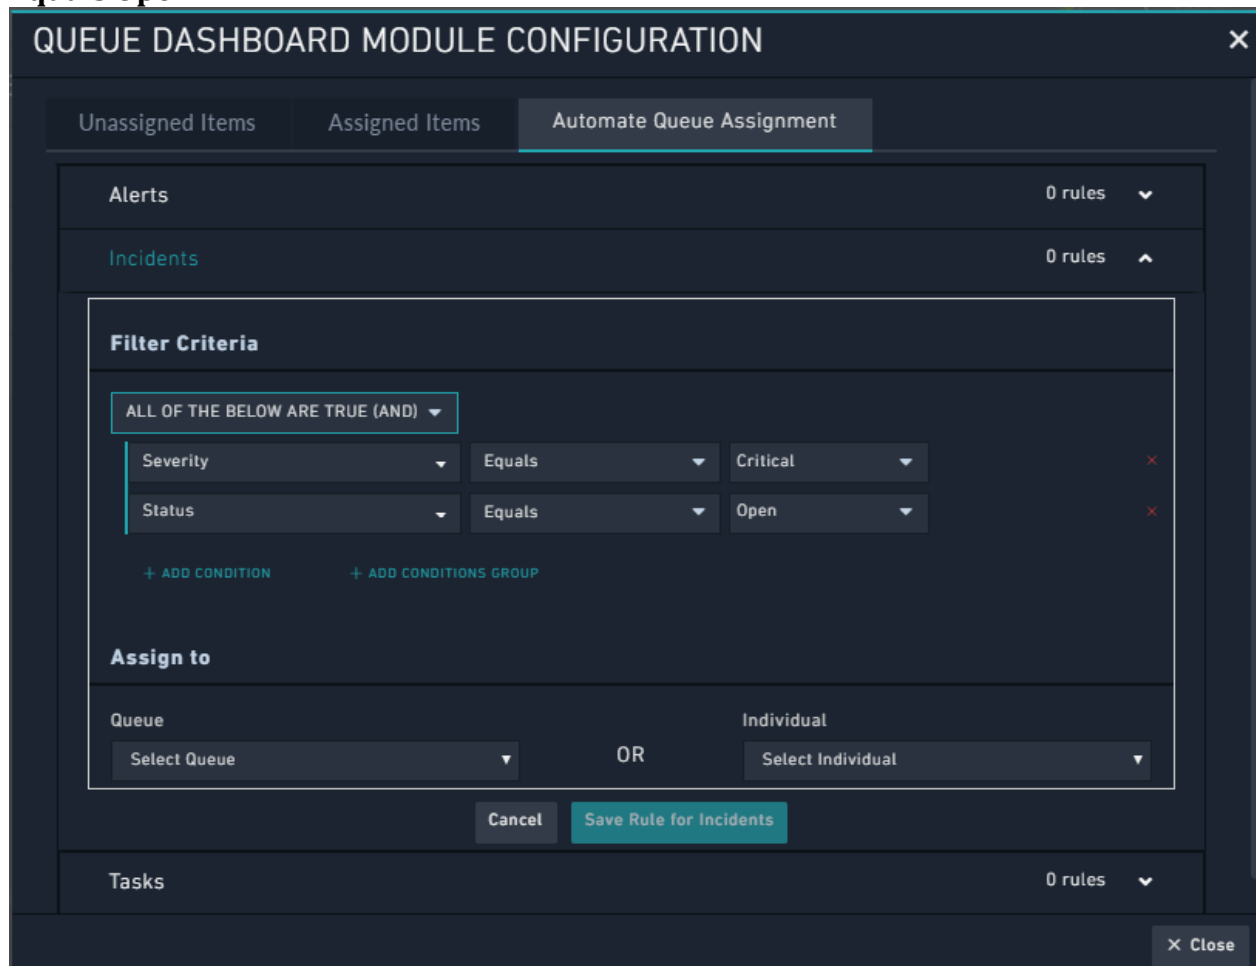 QUEUE DASHBOARD MODULE CONFIGURATION ×
Unassigned Items Assigned Items Automate Queue Assignment
Alerts 0 rules
Incidents 0 rules
Filter Criteria
ALL OF THE BELOW ARE TRUE (AND)
Severity Equals Critical ×
Status Equals Open ×
+ ADD CONDITION + ADD CONDITIONS GROUP
Assign to
Queue Individual
Select Queue OR Select Individual
Cancel Save Rule for Incidents
Tasks 0 rules
× Close